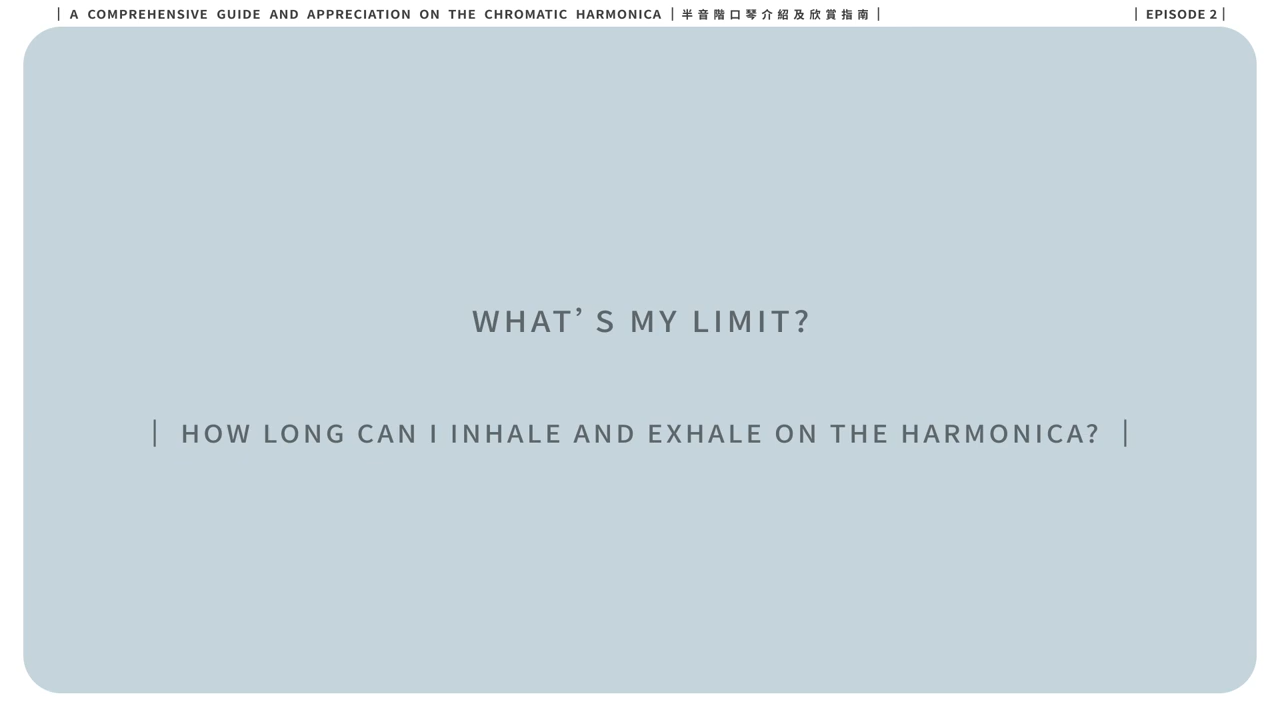 | A COMPREHENSIVE GUIDE AND APPRECIATION ON THE CHROMATIC HARMONICA | 半音階口琴介紹及欣賞指南 |
| EPISODE 2 |
WHAT’S MY LIMIT?
| HOW LONG CAN I INHALE AND EXHALE ON THE HARMONICA? |